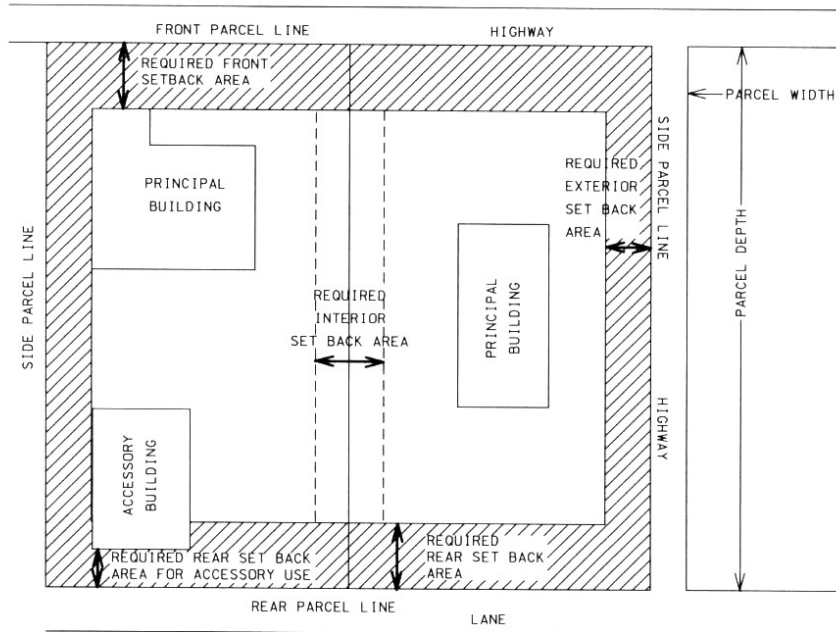 FRONT PARCEL LINE
HIGHWAY
REQUIRED FRONT
SETBACK AREA
PARCEL WIDTH
SIDE PARCEL LINE
REQUIRED
EXTERIOR
SET BACK
AREA
PRINCIPAL
BUILDING
SIDE PARCEL LINE
PARCEL DEPTH
REQUIRED
INTERIOR
SET BACK AREA
PRINCIPAL
BUILDING
HIGHWAY
ACCESSORY
BUILDING
REQUIRED REAR SET BACK
AREA FOR ACCESSORY USE
REQUIRED
REAR SET BACK
AREA
REAR PARCEL LINE
LANE